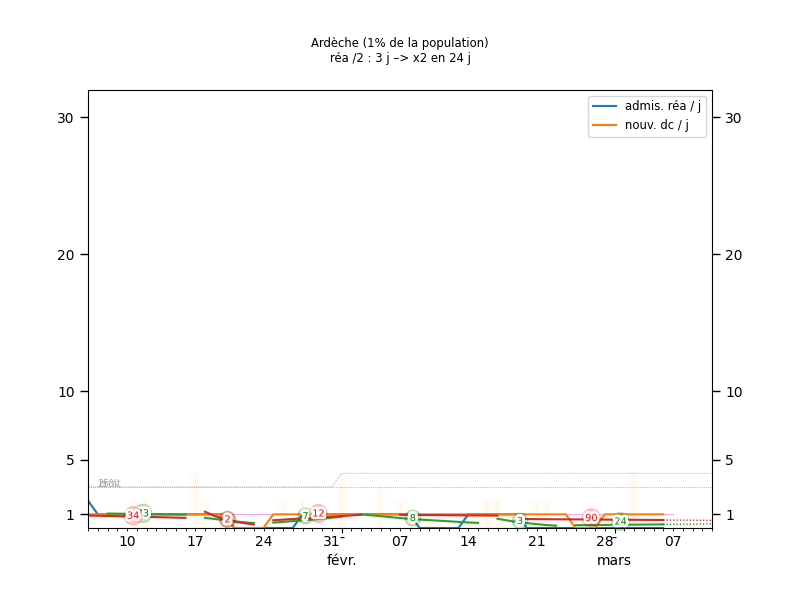 Ardèche (1% de la population)
réa /2 : 3 j –> x2 en 24 j
admis. réa / j
nouv. dc / j
30 30
20 20
10 10
5 5
1 1
34 2 7 12 8 3 90 24
10 17 24 31 07 14 21 28 07
févr. mars